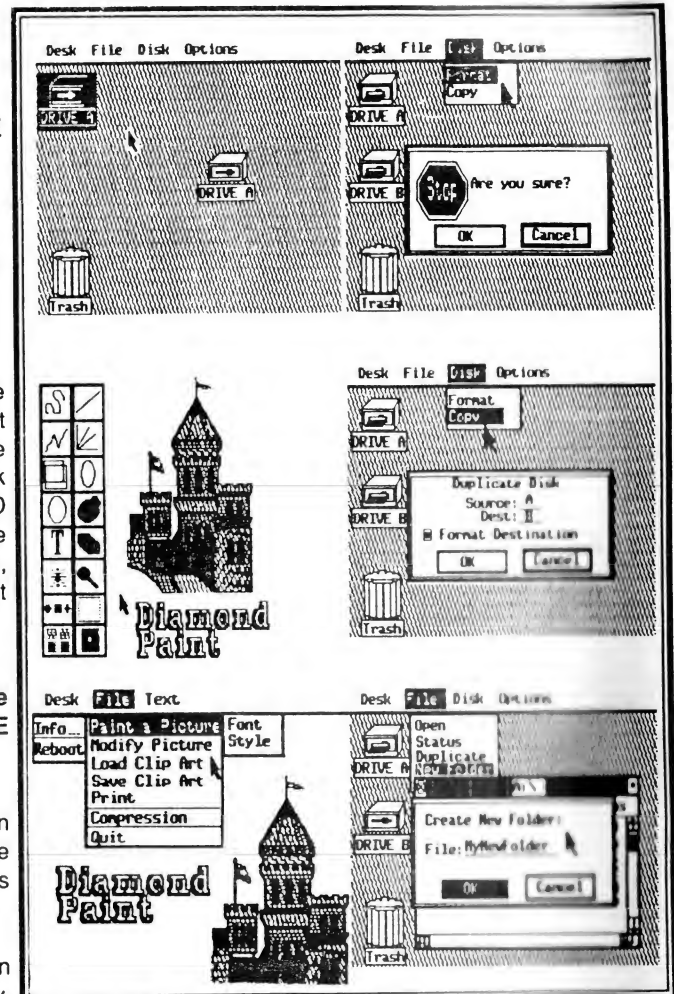 Desk File Disk Options
DRIVE A
DRIVE A
Trash
Desk File Disk Options
Format
Copy
DRIVE A
DRIVE B
Stop
Are you sure?
OK Cancel
Trash
T
Diamond
Paint
Desk File Disk Options
Format
Copy
DRIVE A
DRIVE B
Duplicate Disk
Source: A
Dest: B
Format Destination
OK Cancel
Trash
Desk File Text
Info...
Reboot
Paint a Picture
Modify Picture
Load Clip Art
Save Clip Art
Print
Compression
Quit
Font
Style
Diamond
Paint
Desk File Disk Options
Open
Status
Duplicate
New Folder
DRIVE A
DRIVE B
Create New Folder:
File: MyNewFolder
OK Cancel
Trash